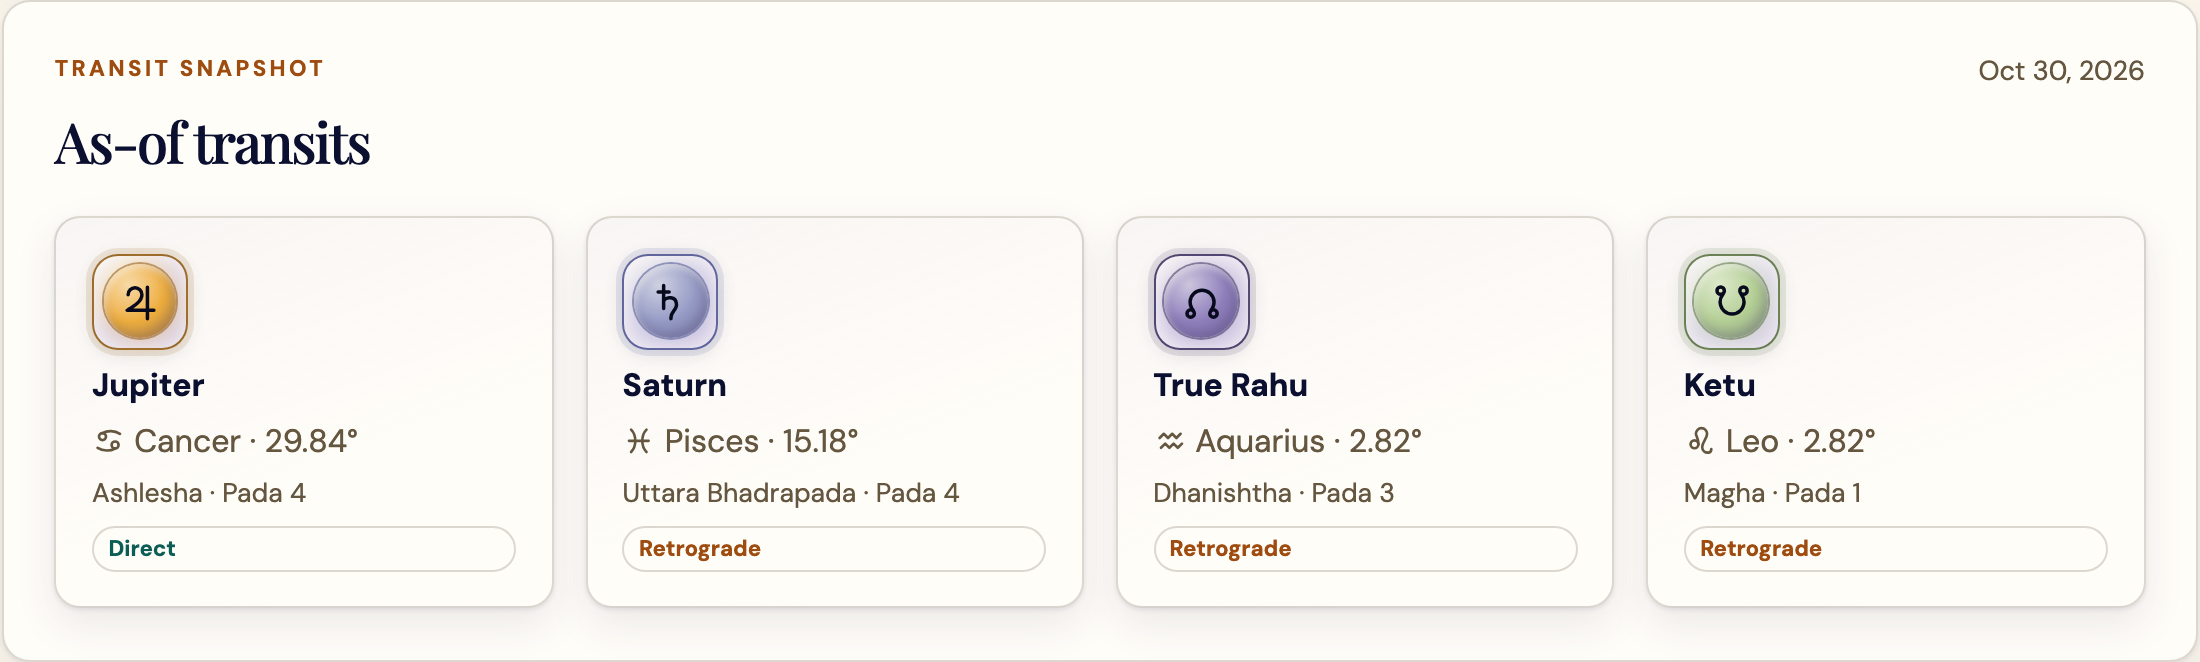 TRANSIT SNAPSHOT
Oct 30, 2026
As-of transits
Jupiter
♋ Cancer · 29.84°
Ashlesha · Pada 4
Direct
Saturn
♓ Pisces · 15.18°
Uttara Bhadrapada · Pada 4
Retrograde
True Rahu
♒ Aquarius · 2.82°
Dhanishtha · Pada 3
Retrograde
Ketu
♌ Leo · 2.82°
Magha · Pada 1
Retrograde